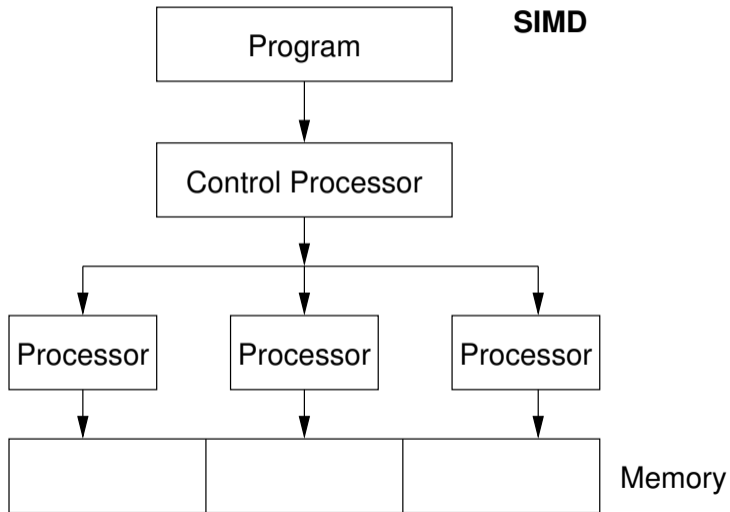 SIMD
Program
Control Processor
Processor
Processor
Processor
Memory